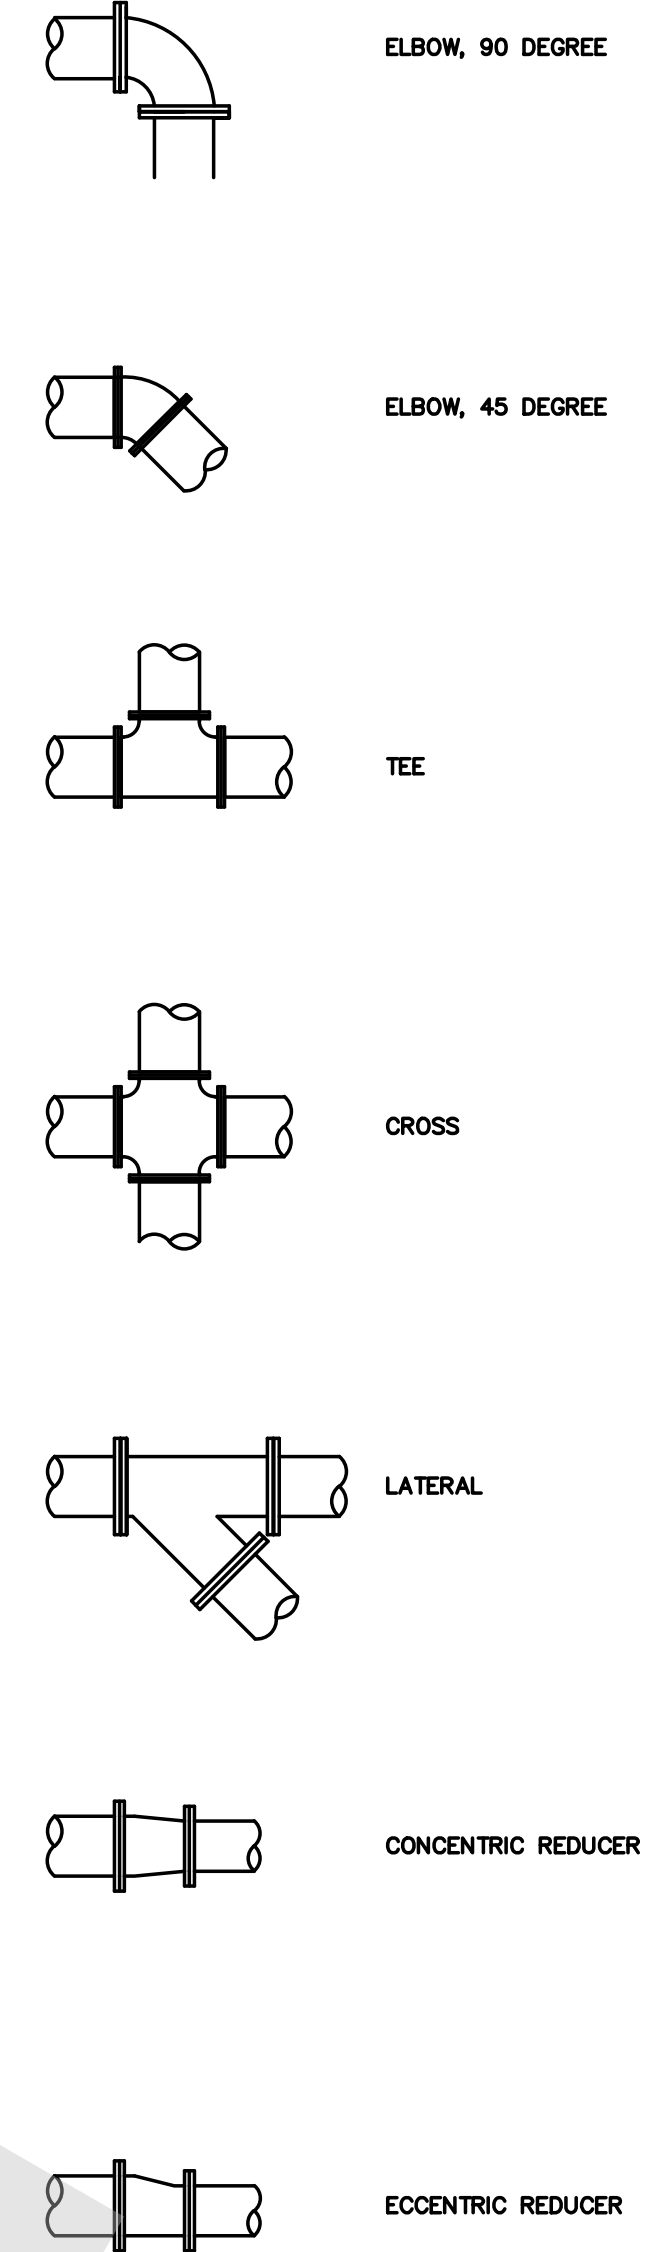 ELBOW, 90 DEGREE
ELBOW, 45 DEGREE
TEE
CROSS
LATERAL
CONCENTRIC REDUCER
ECCENTRIC REDUCER